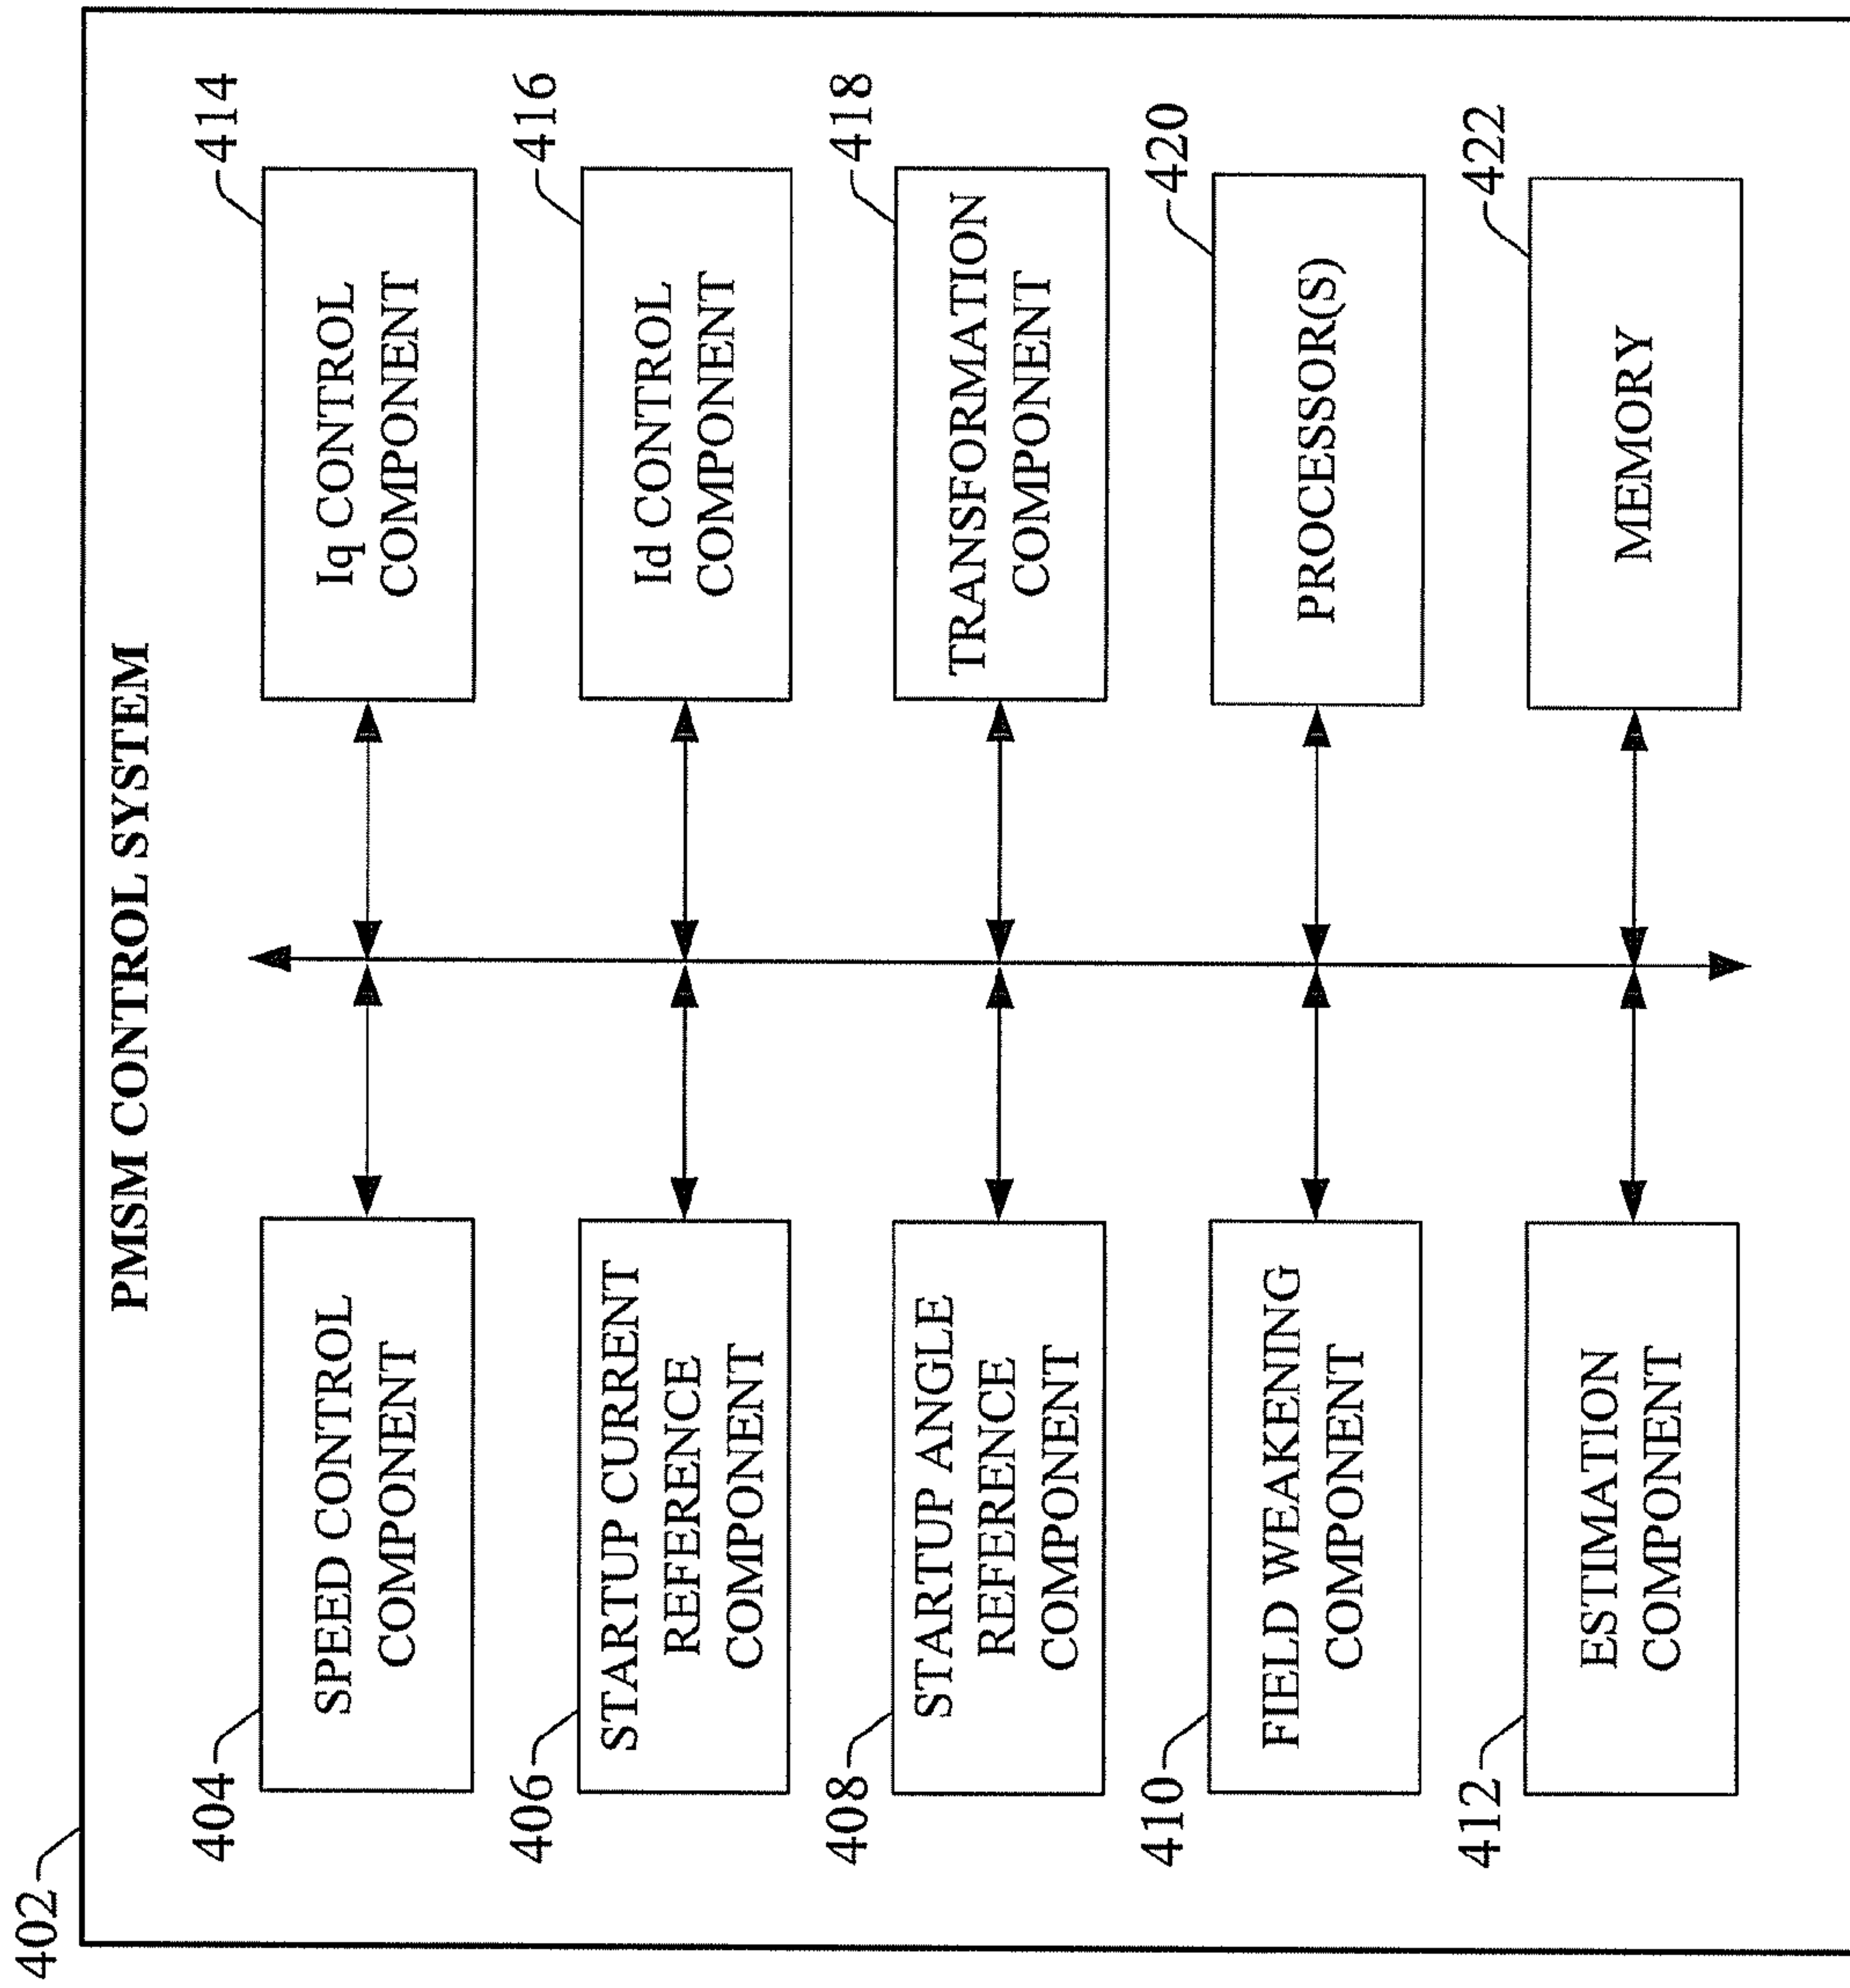 402
PMSM CONTROL SYSTEM
404
SPEED CONTROL
COMPONENT
406
STARTUP CURRENT
REFERENCE
COMPONENT
408
STARTUP ANGLE
REFERENCE
COMPONENT
410
FIELD WEAKENING
COMPONENT
412
ESTIMATION
COMPONENT
414
Iq CONTROL
COMPONENT
416
Id CONTROL
COMPONENT
418
TRANSFORMATION
COMPONENT
420
PROCESSOR(S)
422
MEMORY